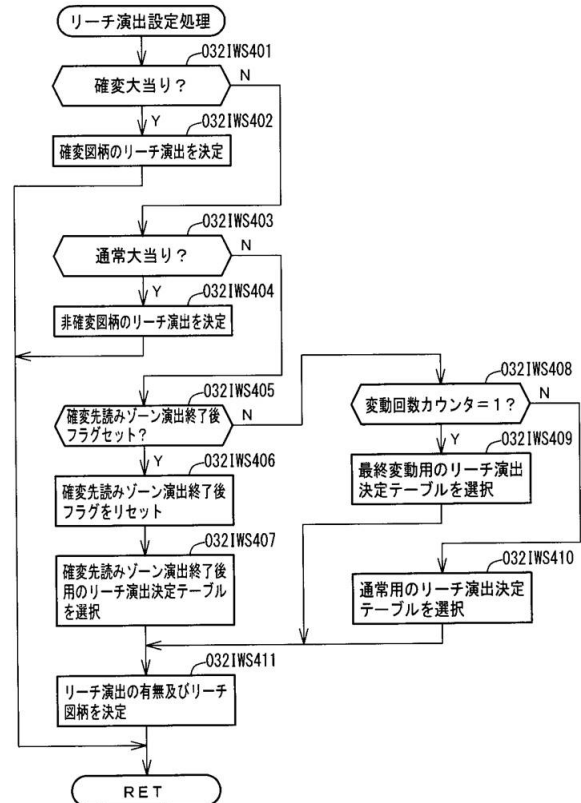 リーチ演出設定処理
032IWS401
確変大当り？
N
Y
032IWS402
確変図柄のリーチ演出を決定
032IWS403
通常大当り？
N
Y
032IWS404
非確変図柄のリーチ演出を決定
032IWS405
確変先読みゾーン演出終了後
フラグセット？
N
Y
032IWS406
確変先読みゾーン演出終了後
フラグをリセット
032IWS407
確変先読みゾーン演出終了後
用のリーチ演出決定テーブル
を選択
032IWS408
変動回数カウンタ＝1？
N
Y
032IWS409
最終変動用のリーチ演出
決定テーブルを選択
032IWS410
通常用のリーチ演出決定
テーブルを選択
032IWS411
リーチ演出の有無及びリーチ
図柄を決定
RET